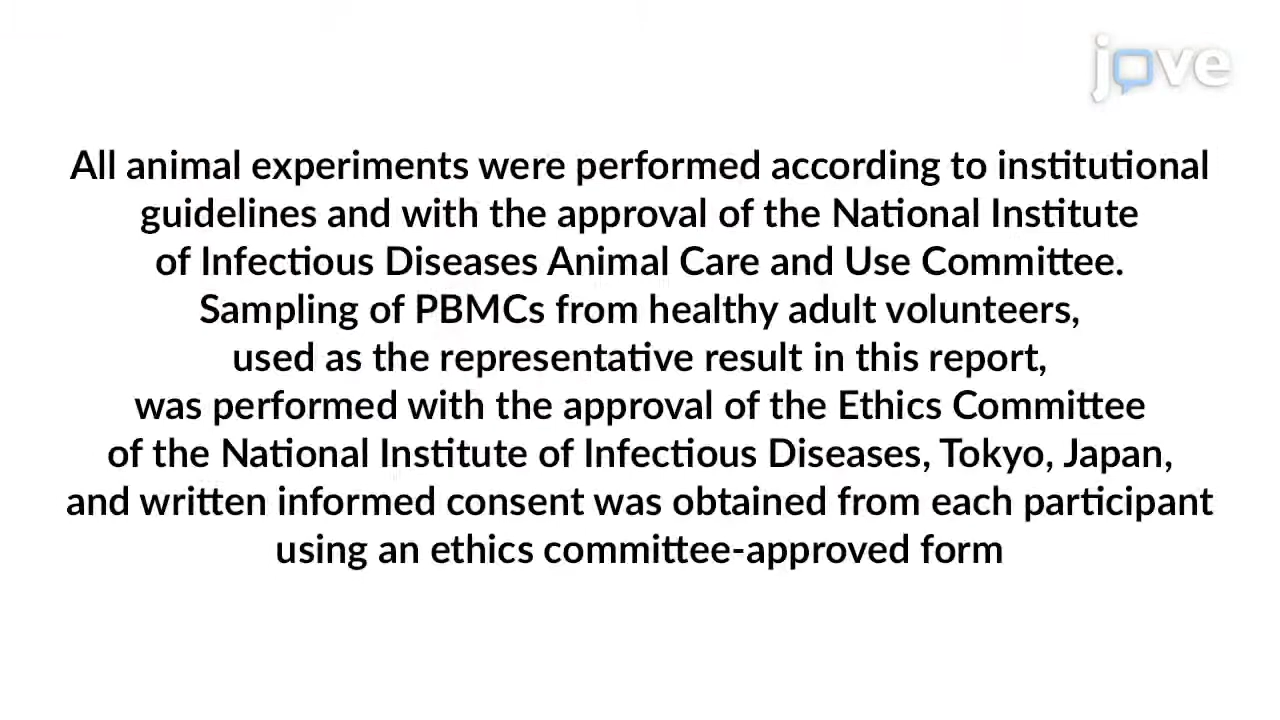 jove
All animal experiments were performed according to institutional
guidelines and with the approval of the National Institute
of Infectious Diseases Animal Care and Use Committee.
Sampling of PBMCs from healthy adult volunteers,
used as the representative result in this report,
was performed with the approval of the Ethics Committee
of the National Institute of Infectious Diseases, Tokyo, Japan,
and written informed consent was obtained from each participant
using an ethics committee-approved form